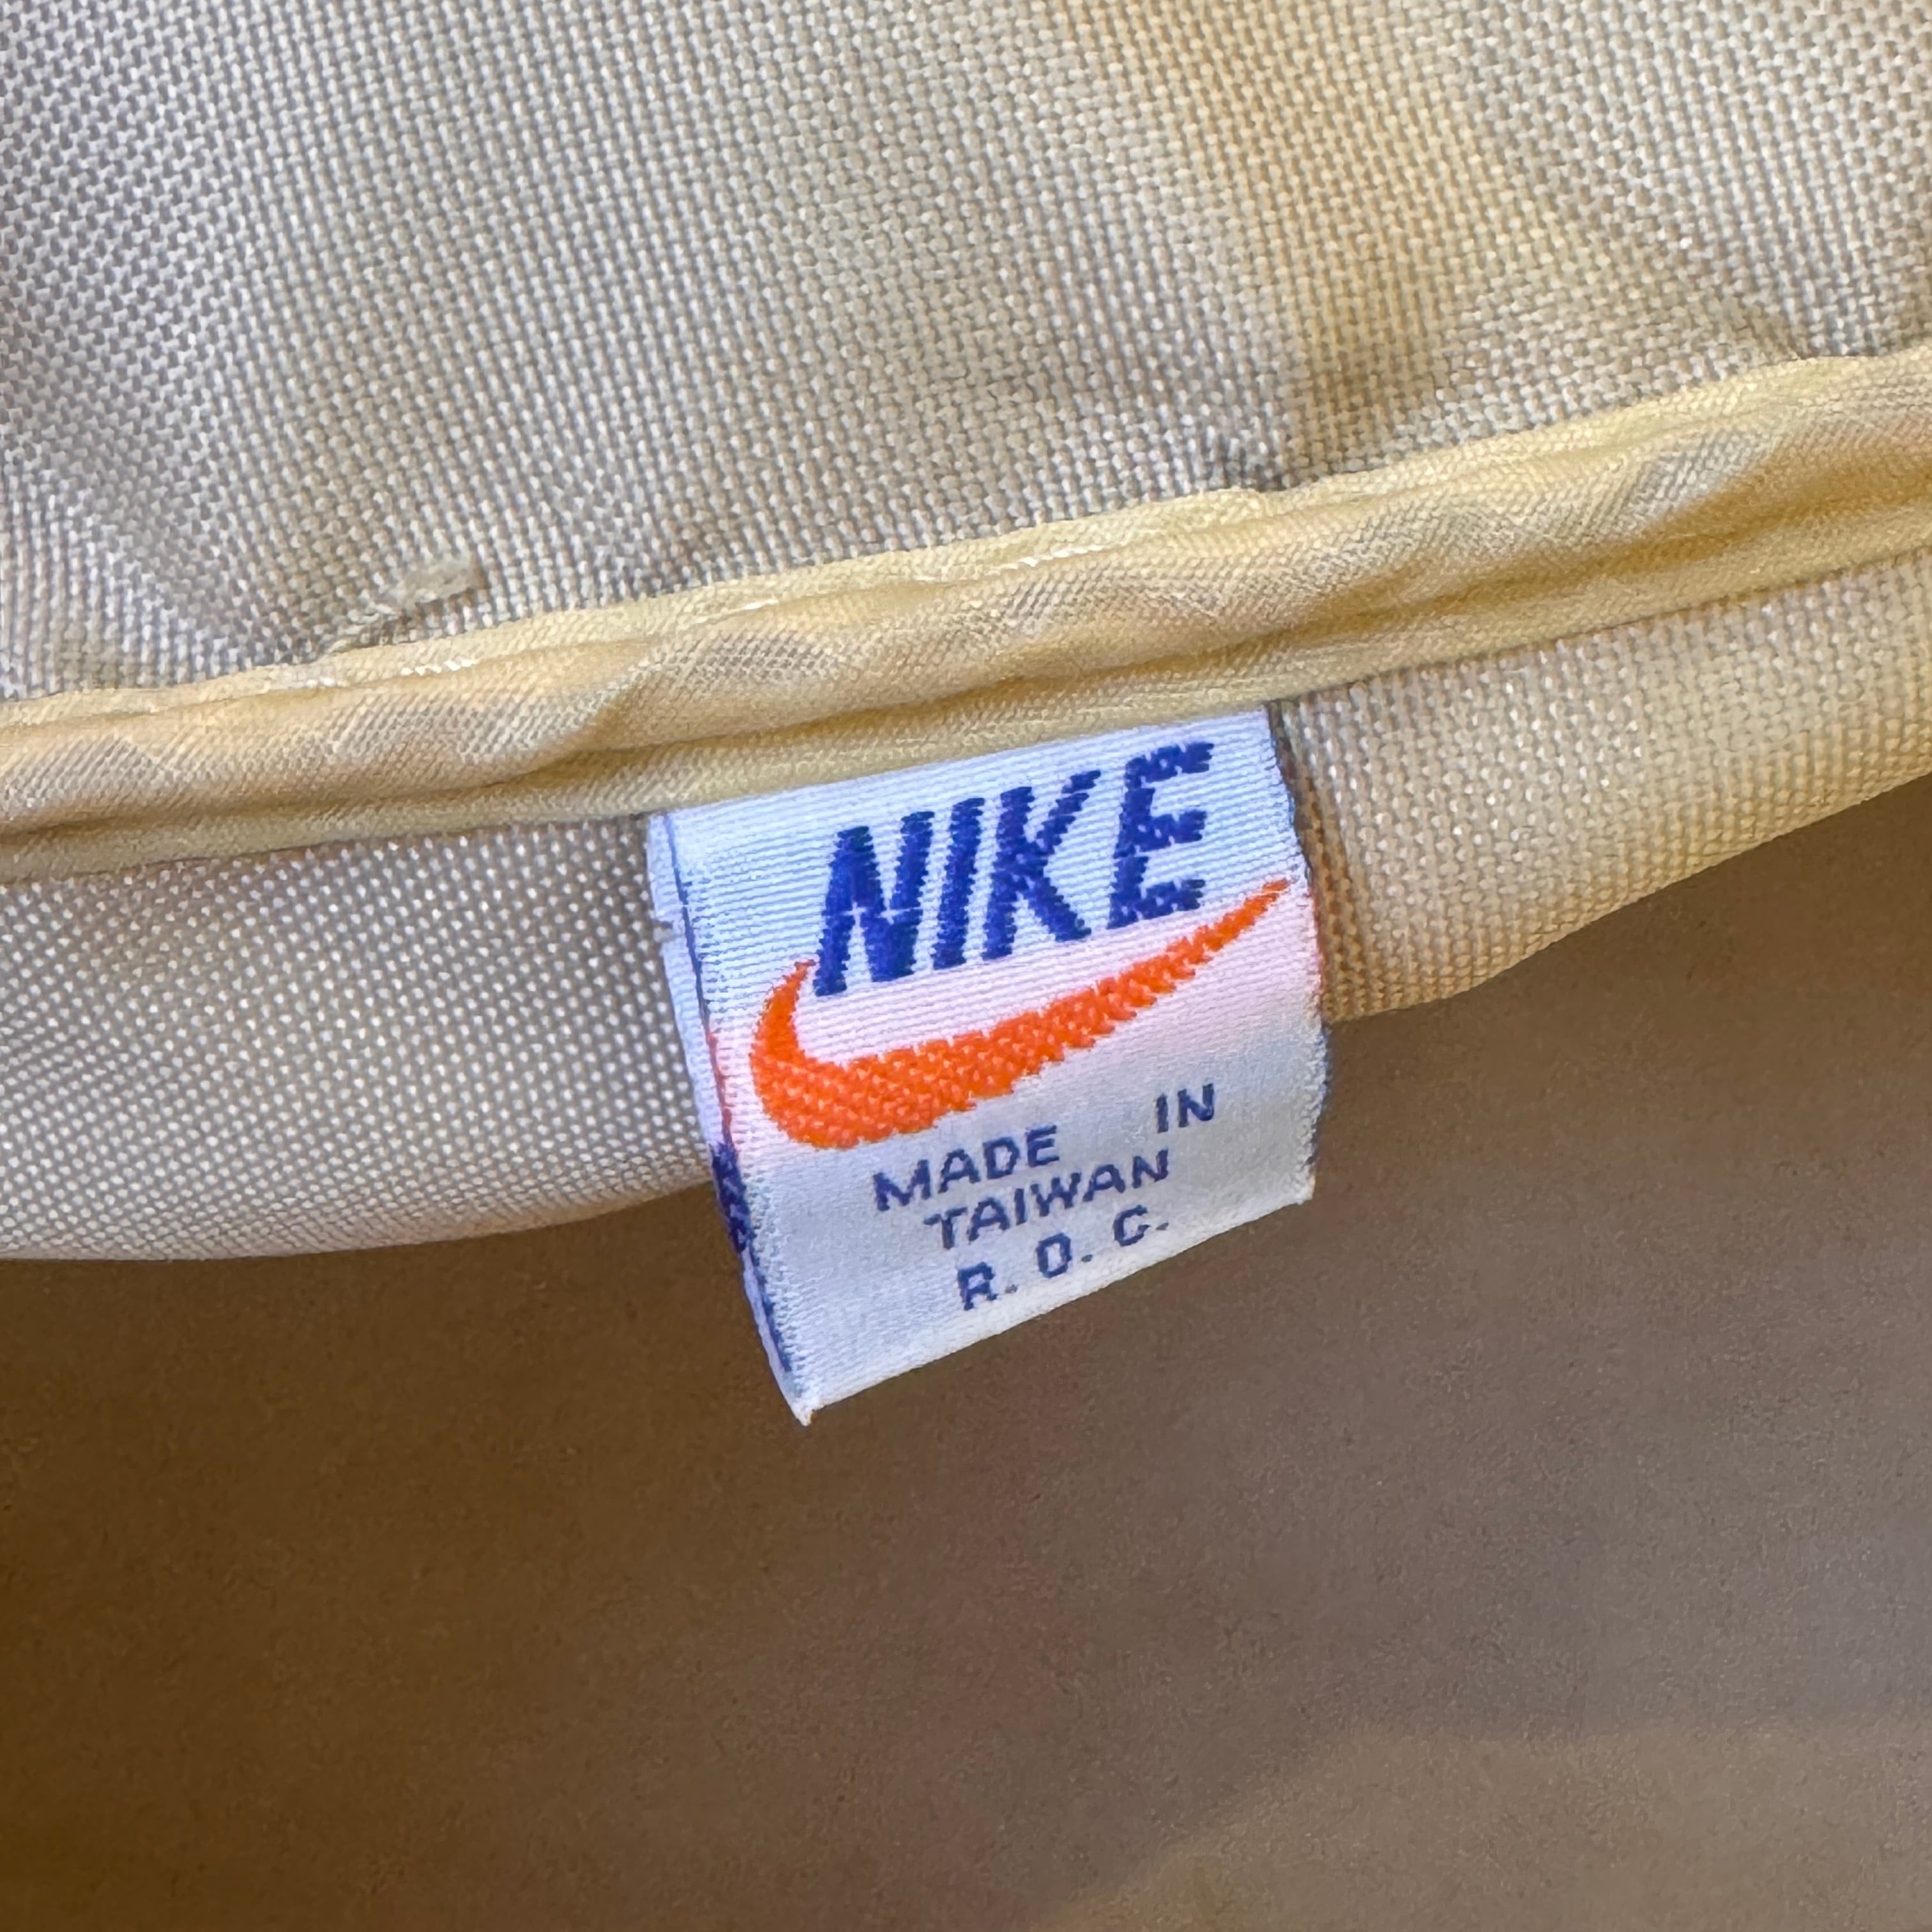 NIKE
MADE IN
TAIWAN
R. O. C.